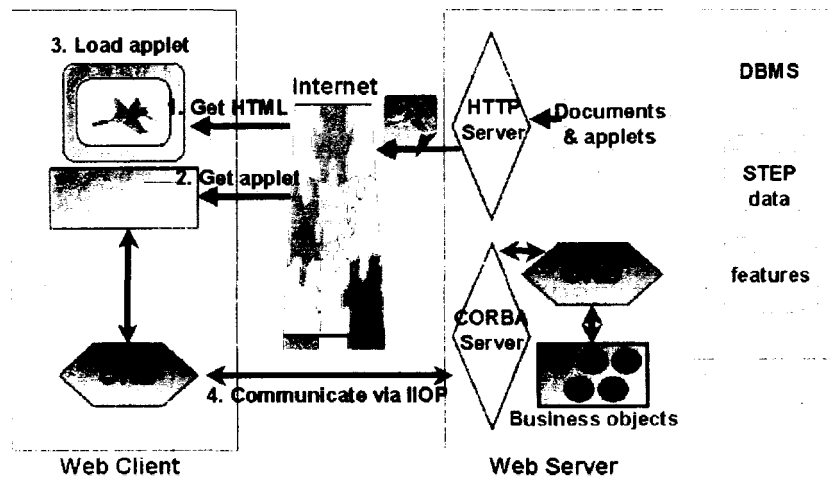 3. Load applet
Internet
1. Get HTML
2. Get applet
HTTP
Server
Documents
& applets
DBMS
STEP
data
features
CORBA
Server
4. Communicate via IIOP
Business objects
Web Client
Web Server